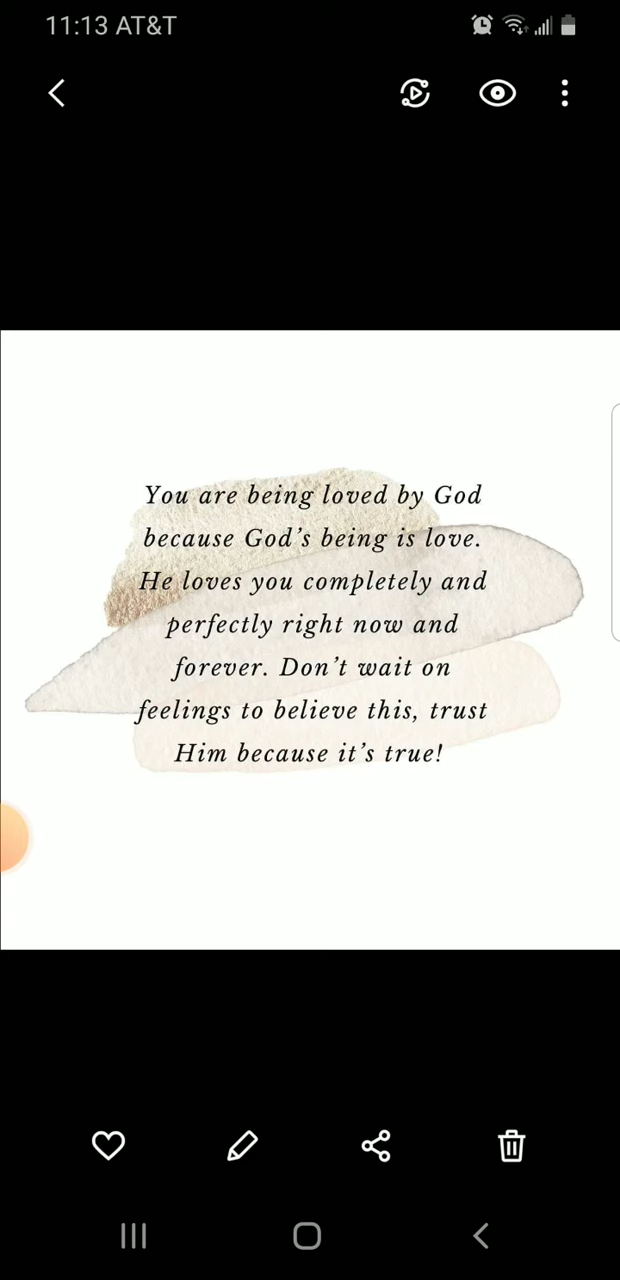 11:13 AT&T
You are being loved by God
because God’s being is love.
He loves you completely and
perfectly right now and
forever. Don’t wait on
feelings to believe this, trust
Him because it’s true!